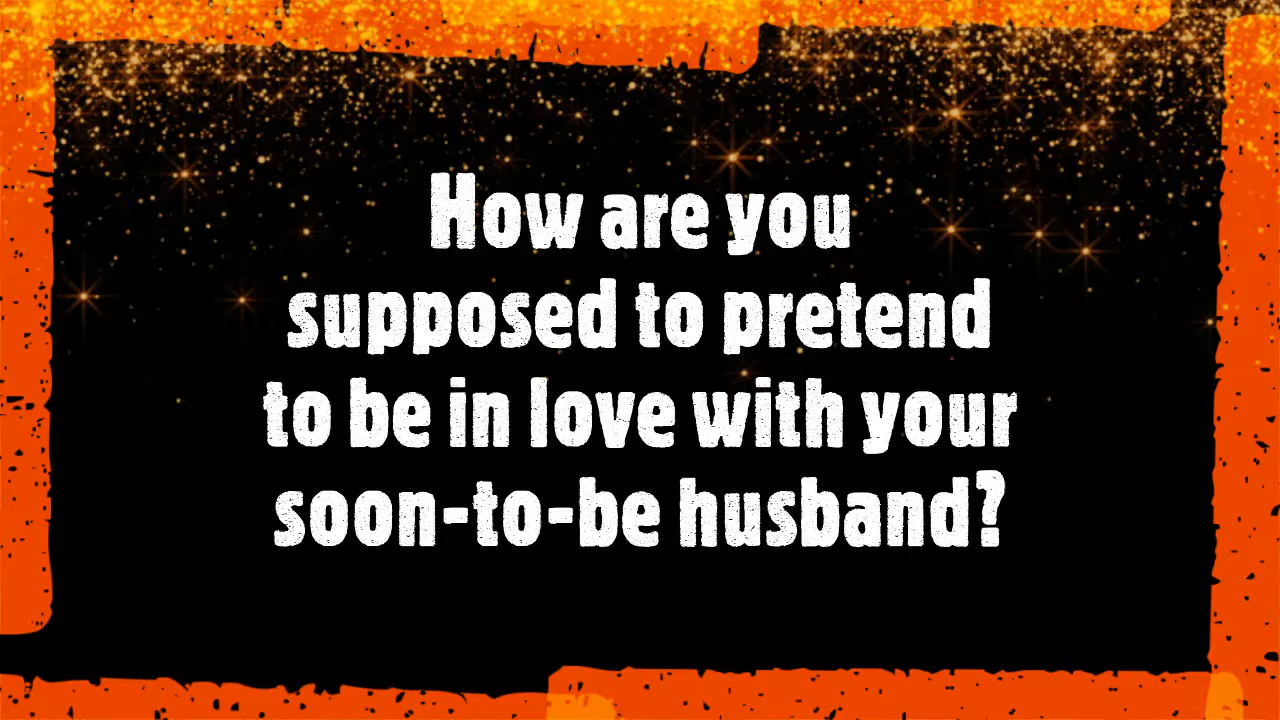 How are you
supposed to pretend
to be in love with your
soon-to-be husband?